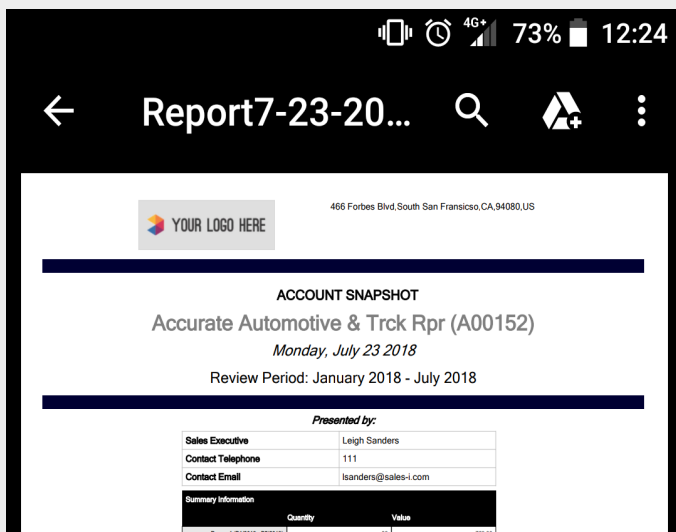 4G+ 73% 12:24
Report7-23-20...
466 Forbes Blvd,South San Fransicso,CA,94080,US
YOUR LOGO HERE
ACCOUNT SNAPSHOT
Accurate Automotive & Trck Rpr (A00152)
Monday, July 23 2018
Review Period: January 2018 - July 2018
Presented by:
Sales Executive Leigh Sanders
Contact Telephone 111
Contact Email lsanders@sales-i.com
Summary Information
Quantity Value